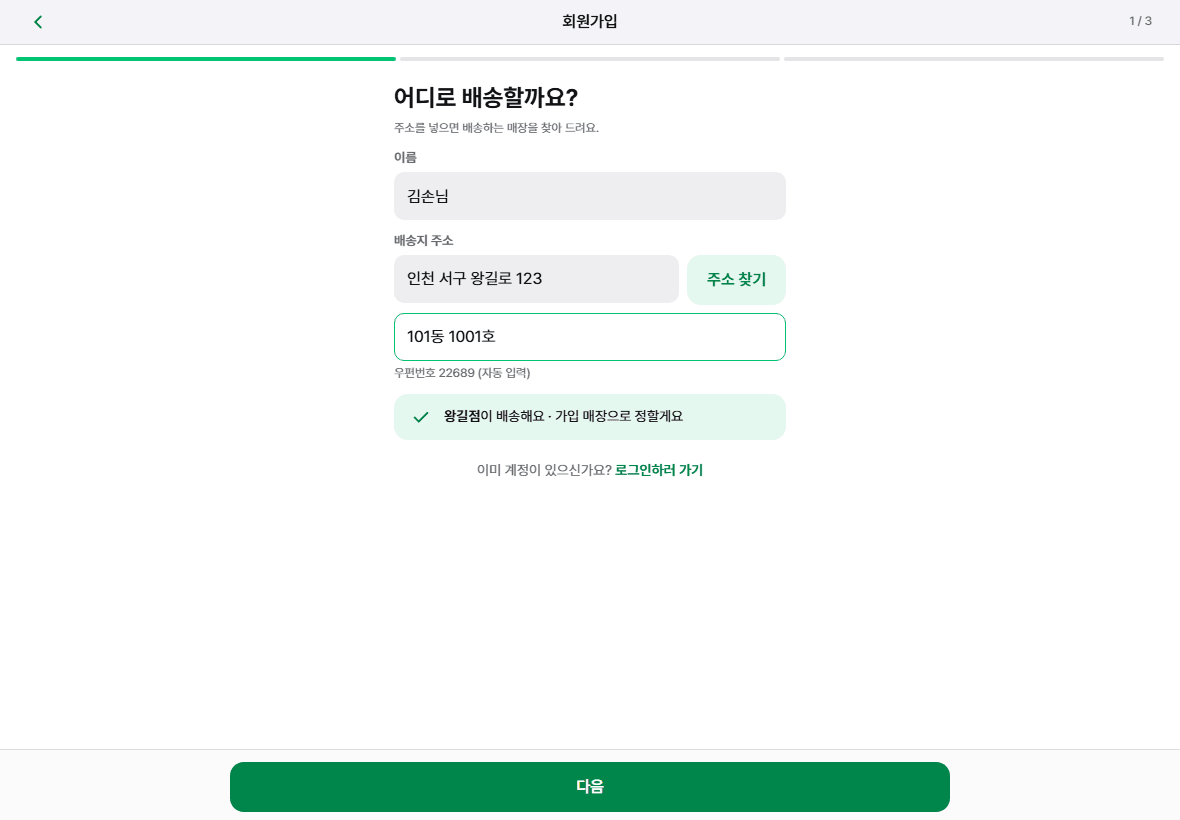 회원가입
1 / 3
어디로 배송할까요?
주소를 넣으면 배송하는 매장을 찾아 드려요.
이름
김손님
배송지 주소
인천 서구 왕길로 123
주소 찾기
101동 1001호
우편번호 22689 (자동 입력)
왕길점이 배송해요 · 가입 매장으로 정할게요
이미 계정이 있으신가요? 로그인하러 가기
다음